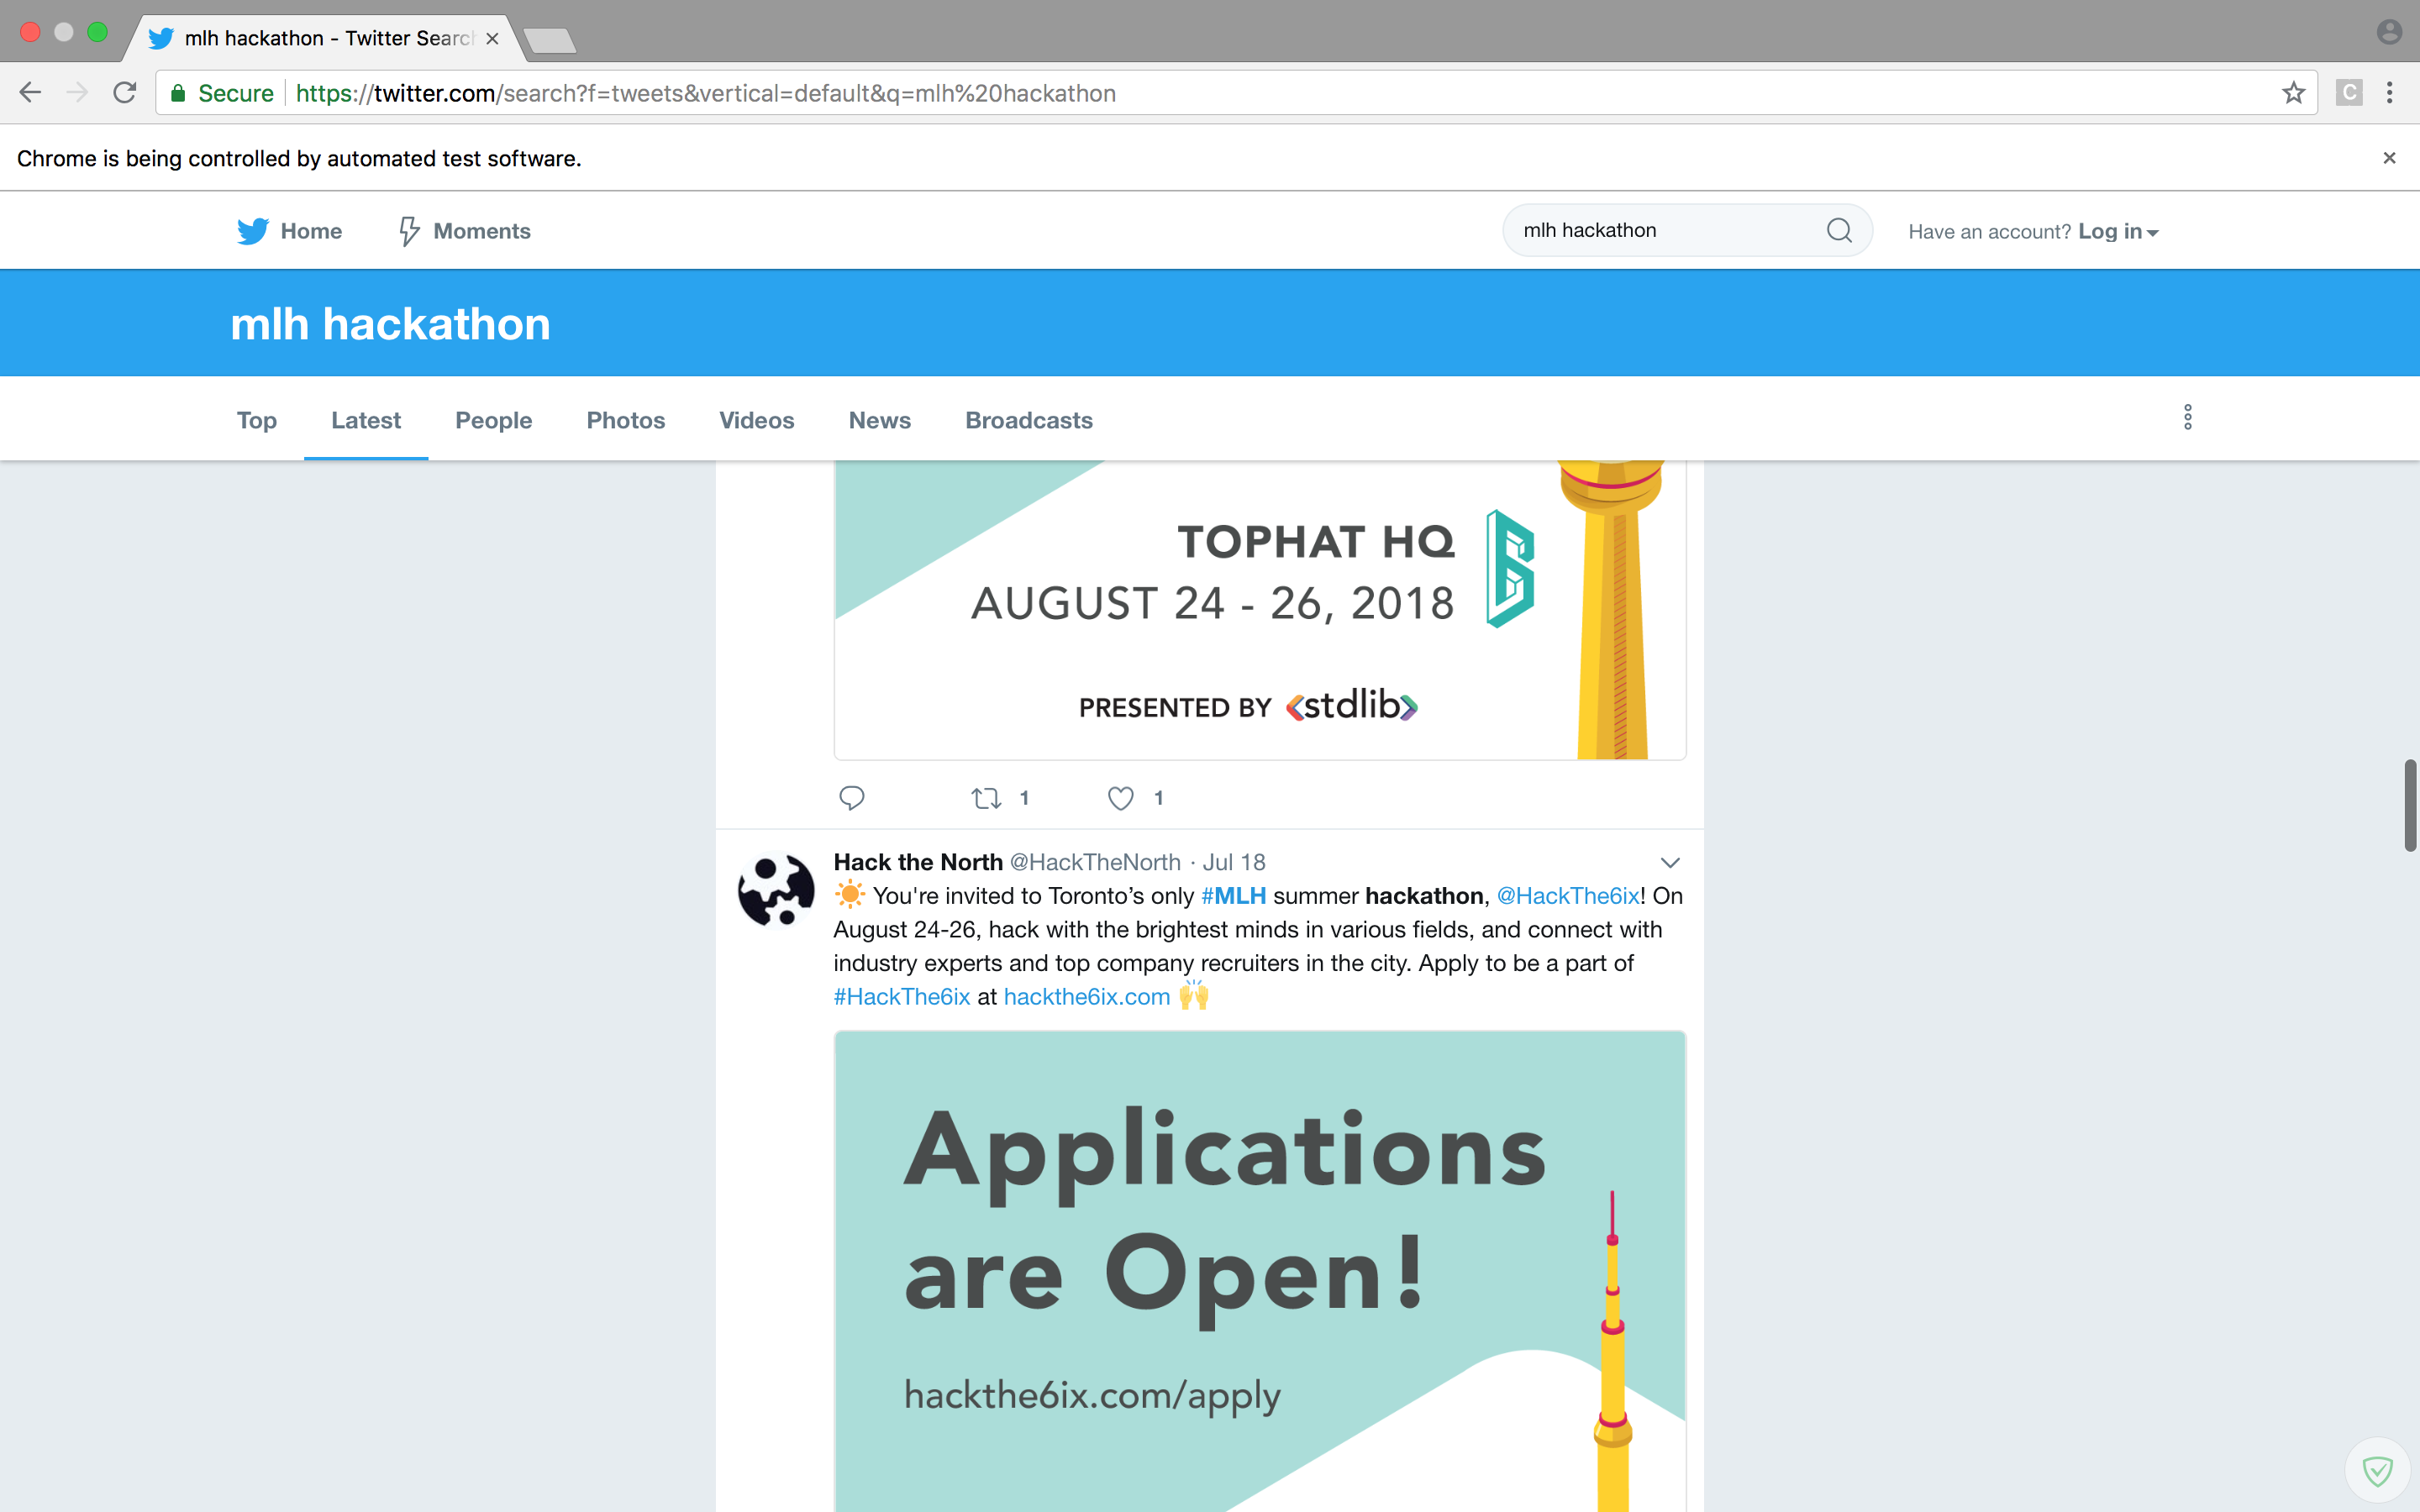 mlh hackathon - Twitter Search
Secure https://twitter.com/search?f=tweets&vertical=default&q=mlh%20hackathon
C
Chrome is being controlled by automated test software.
Home Moments mlh hackathon Have an account? Log in
mlh hackathon
Top Latest People Photos Videos News Broadcasts
TOPHAT HQ
AUGUST 24 - 26, 2018
PRESENTED BY <stdlib>
1 1
Hack the North @HackTheNorth · Jul 18
☀️ You're invited to Toronto’s only #MLH summer hackathon, @HackThe6ix! On
August 24-26, hack with the brightest minds in various fields, and connect with
industry experts and top company recruiters in the city. Apply to be a part of
#HackThe6ix at hackthe6ix.com 🙌
Applications
are Open!
hackthe6ix.com/apply